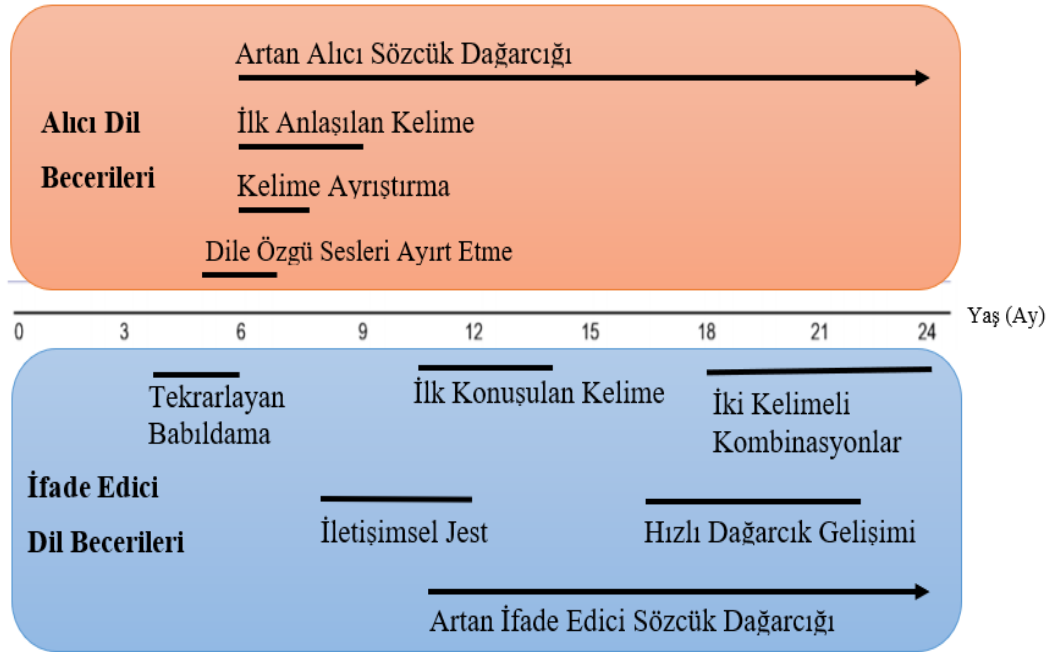 Artan Alıcı Sözcük Dağarcığı
Alıcı Dil
Becerileri
İlk Anlaşılan Kelime
Kelime Ayrıştırma
Dile Özgü Sesleri Ayırt Etme
0 3 6 9 12 15 18 21 24 Yaş (Ay)
Tekrarlayan
Babıldama
İlk Konuşulan Kelime
İki Kelimeli
Kombinasyonlar
İfade Edici
Dil Becerileri
İletişimsel Jest
Hızlı Dağarcık Gelişimi
Artan İfade Edici Sözcük Dağarcığı